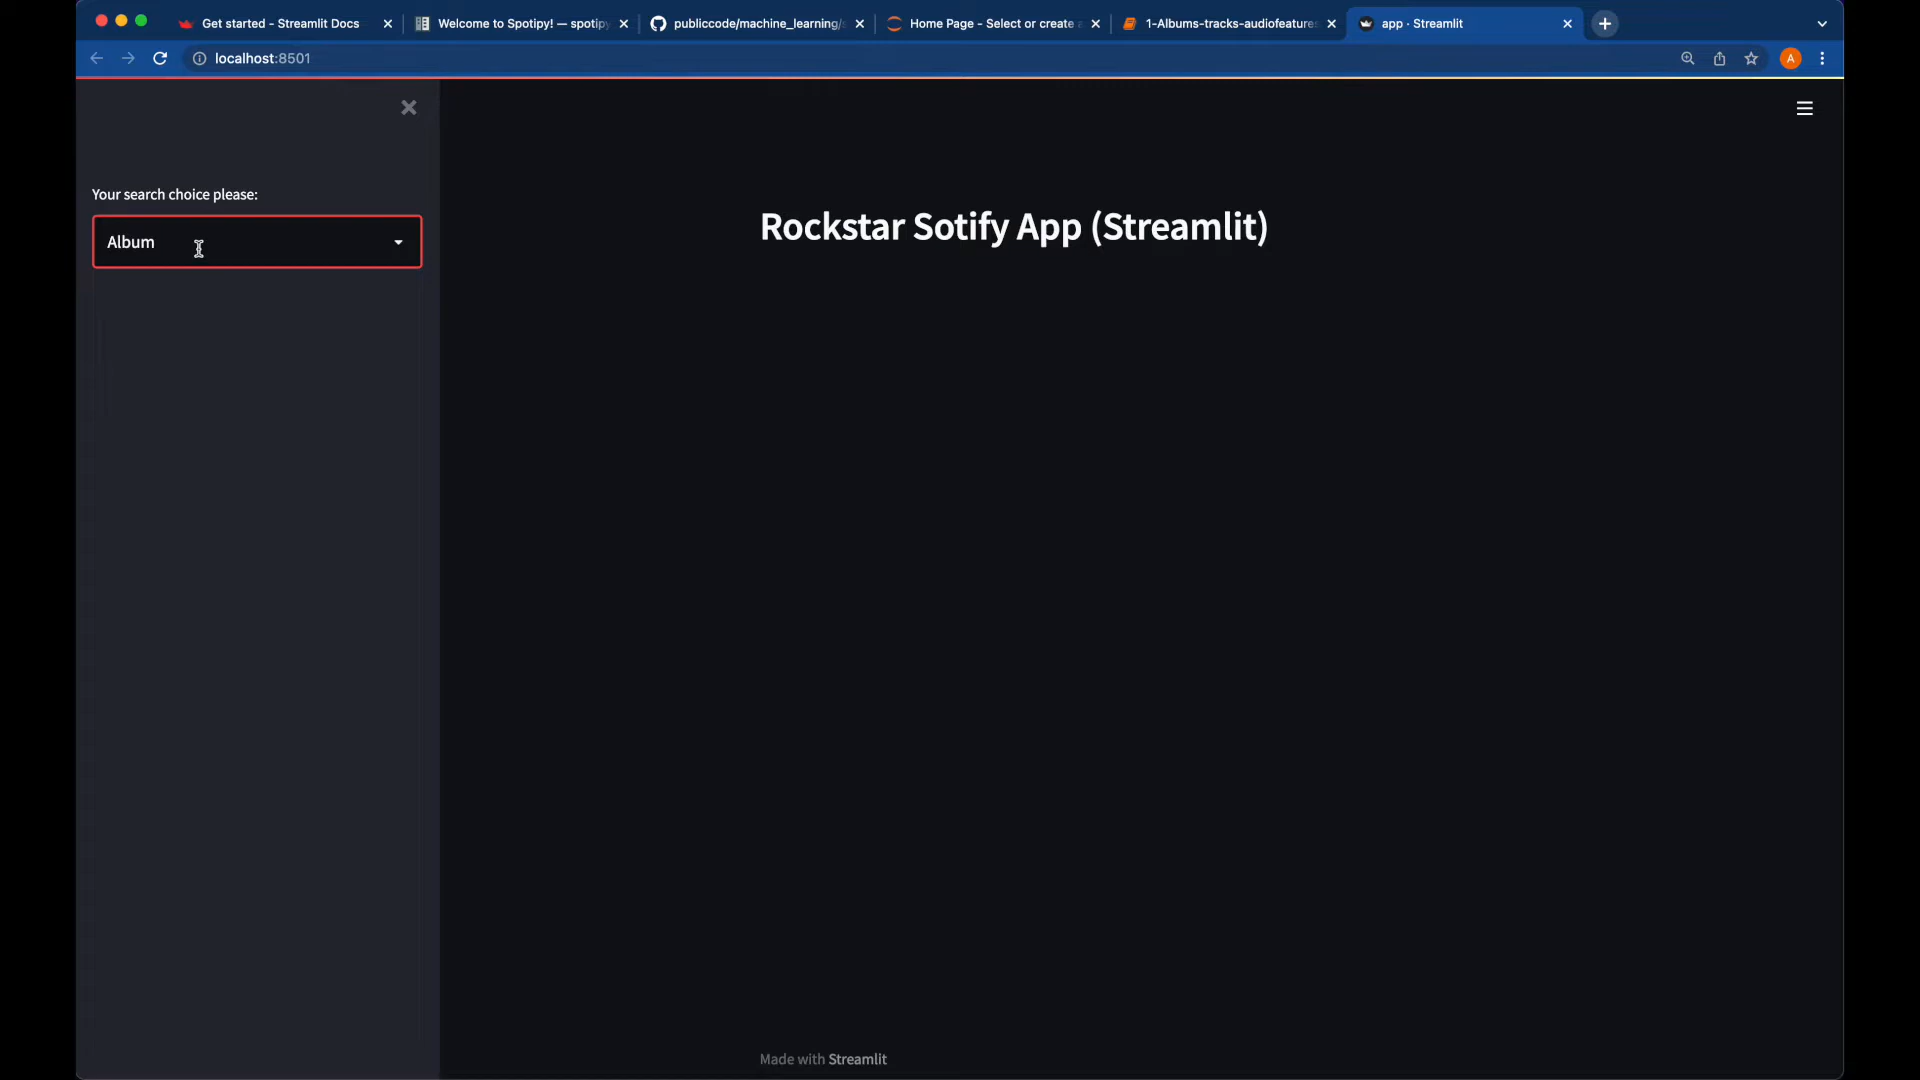 Get started - Streamlit Docs
Welcome to Spotipy! — spotipy
publiccode/machine_learning/
Home Page - Select or create a
1-Albums-tracks-audiofeature
app · Streamlit
localhost:8501
A
Your search choice please:
Album
Rockstar Sotify App (Streamlit)
Made with Streamlit